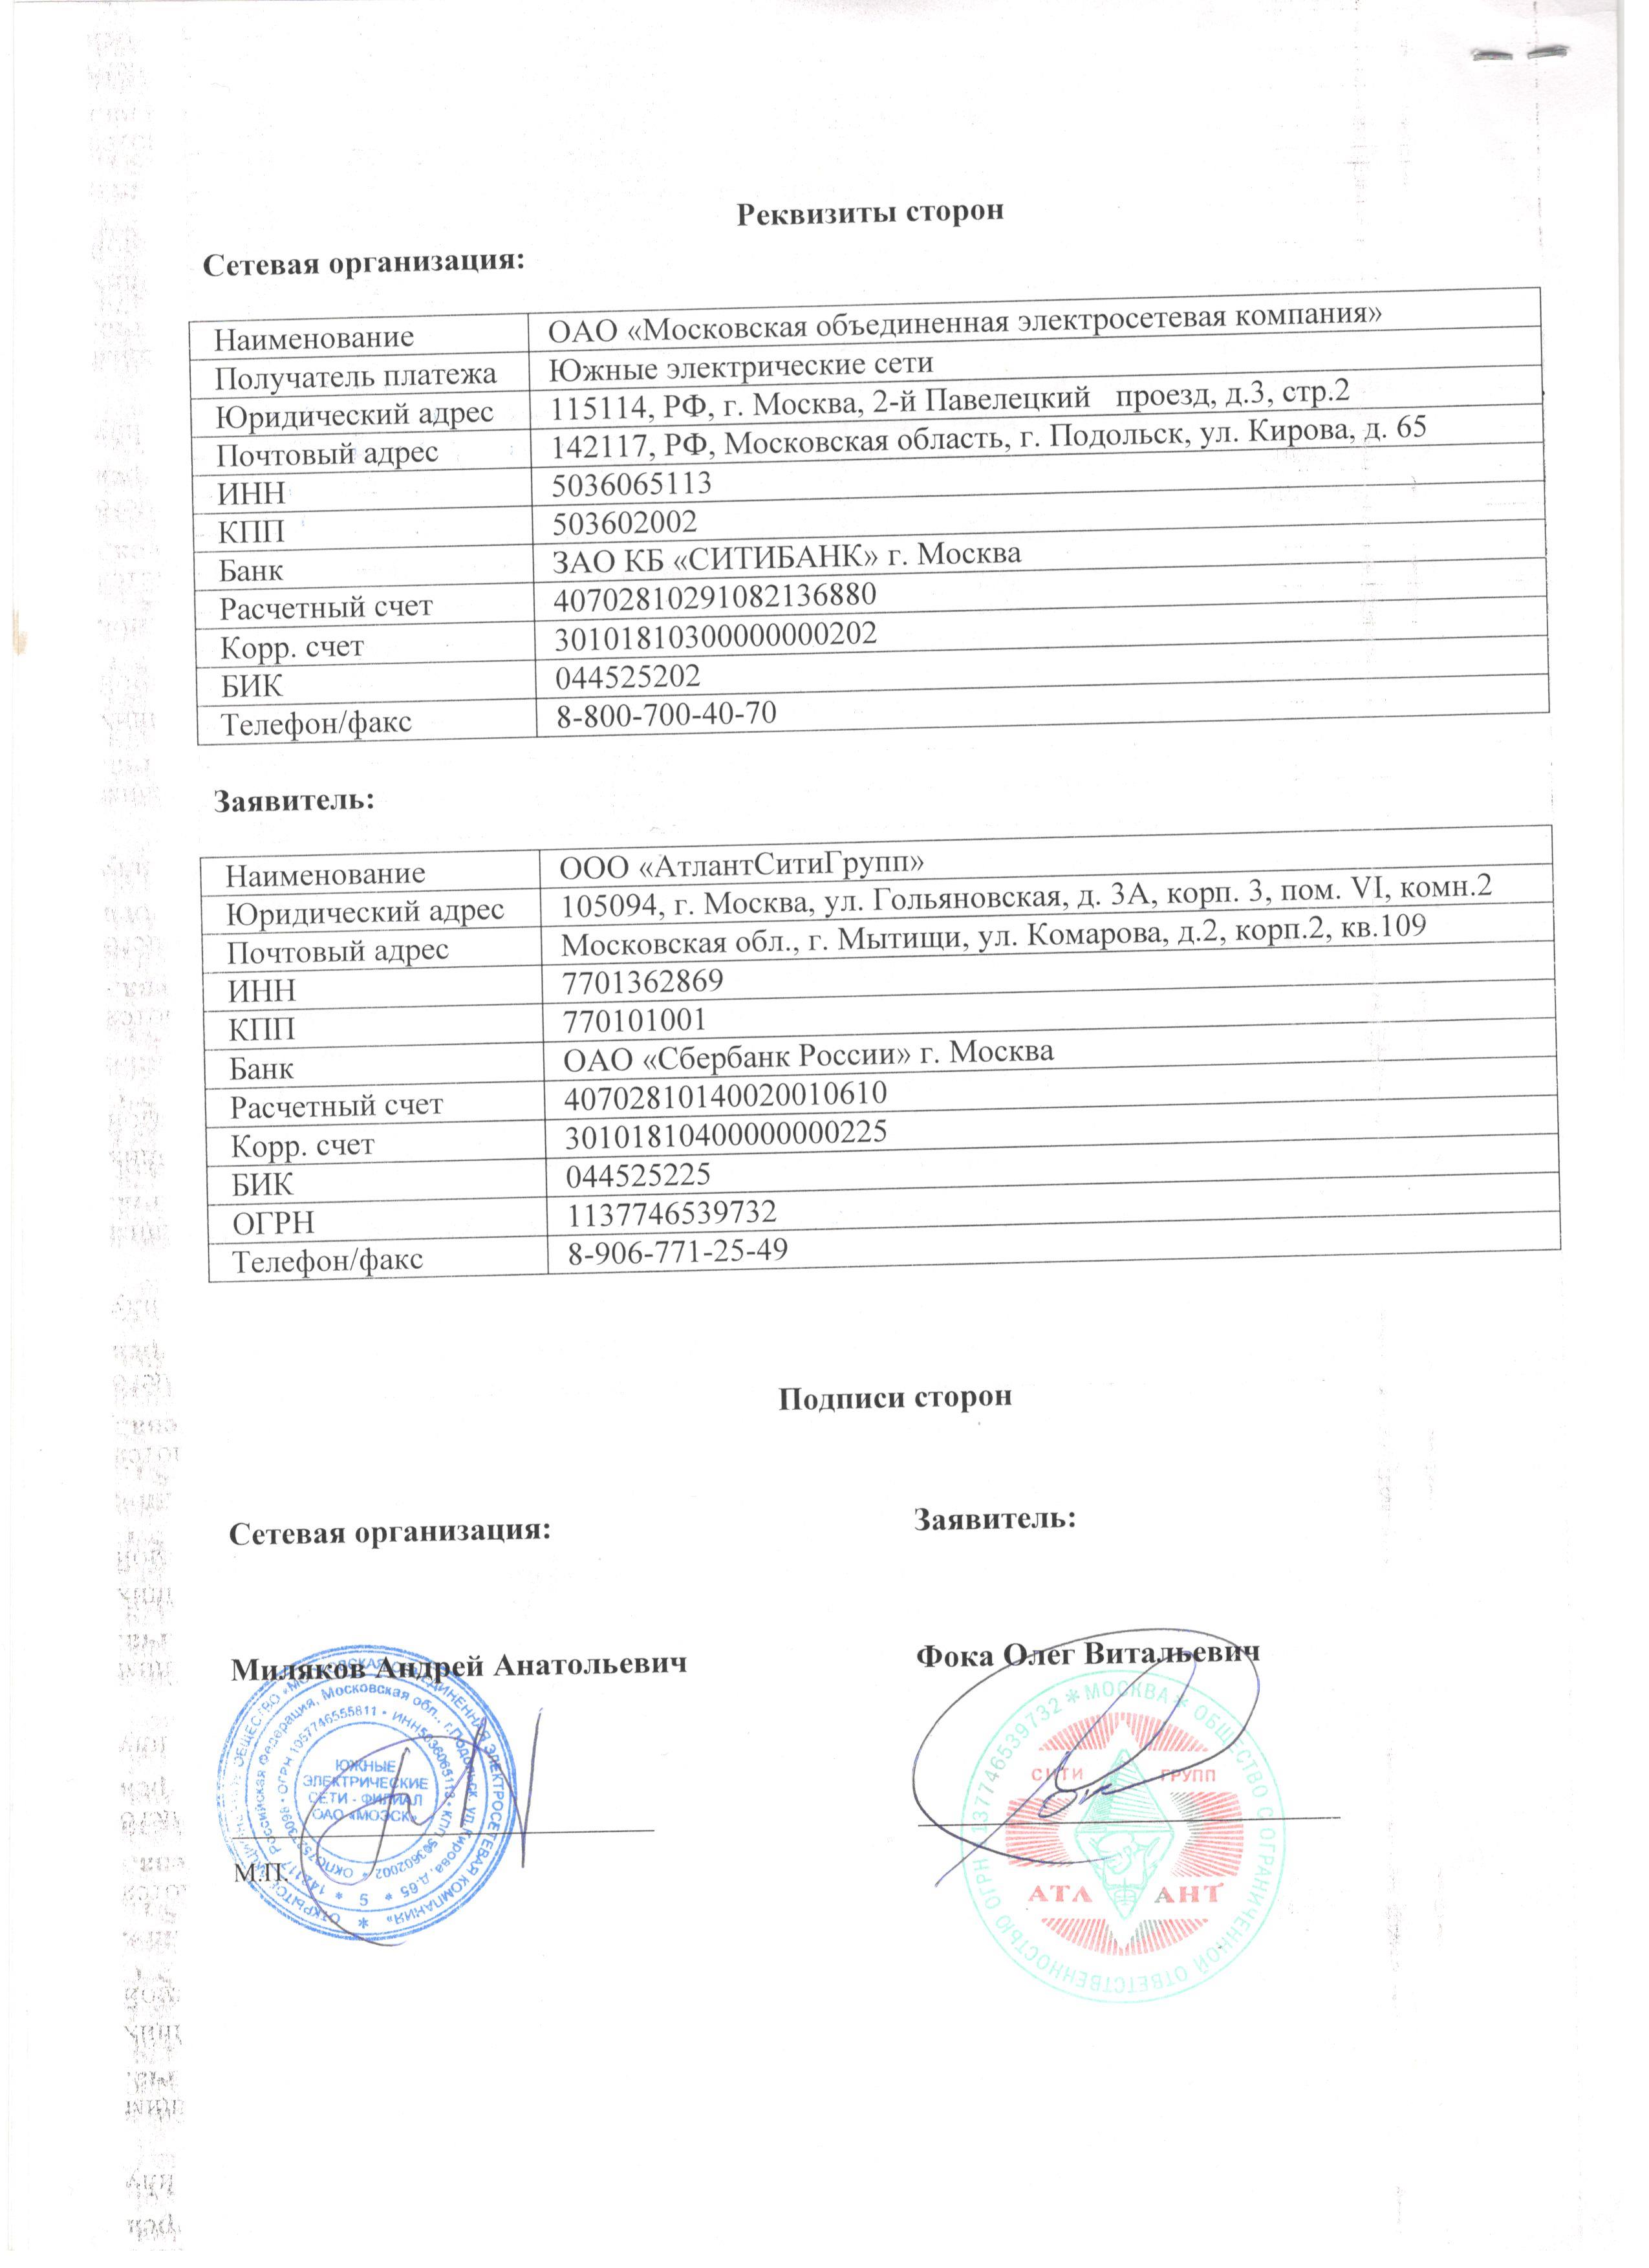 Реквизиты сторон
Сетевая организация:
Наименование ОАО «Московская объединенная электросетевая компания»
Получатель платежа Южные электрические сети
Юридический адрес 115114, РФ, г. Москва, 2-й Павелецкий проезд, д.3, стр.2
Почтовый адрес 142117, РФ, Московская область, г. Подольск, ул. Кирова, д. 65
ИНН 5036065113
КПП 503602002
Банк ЗАО КБ «СИТИБАНК» г. Москва
Расчетный счет 40702810291082136880
Корр. счет 30101810300000000202
БИК 044525202
Телефон/факс 8-800-700-40-70
Заявитель:
Наименование ООО «АтлантСитиГрупп»
Юридический адрес 105094, г. Москва, ул. Гольяновская, д. 3А, корп. 3, пом. VI, комн.2
Почтовый адрес Московская обл., г. Мытищи, ул. Комарова, д.2, корп.2, кв.109
ИНН 7701362869
КПП 770101001
Банк ОАО «Сбербанк России» г. Москва
Расчетный счет 40702810140020010610
Корр. счет 30101810400000000225
БИК 044525225
ОГРН 1137746539732
Телефон/факс 8-906-771-25-49
Подписи сторон
Сетевая организация: Заявитель:
Миляков Андрей Анатольевич Фока Олег Витальевич
М.П.
ОБЩЕСТВО «МОСКОВСКАЯ ОБЪЕДИНЕННАЯ ЭЛЕКТРОСЕТЕВАЯ КОМПАНИЯ»
142117, Российская Федерация, Московская обл., г.Подольск, ул.Кирова, д.65 * 5 *
ОГРН 1057746555811 • ИНН5036065113 • КПП 503602002
ЮЖНЫЕ
ЭЛЕКТРИЧЕСКИЕ
СЕТИ - ФИЛИАЛ
ОАО «МОЭСК»
* МОСКВА * ОБЩЕСТВО С ОГРАНИЧЕННОЙ ОТВЕТСТВЕННОСТЬЮ ОГРН 1137746539732
СИТИ ГРУПП
АТЛ АНТ